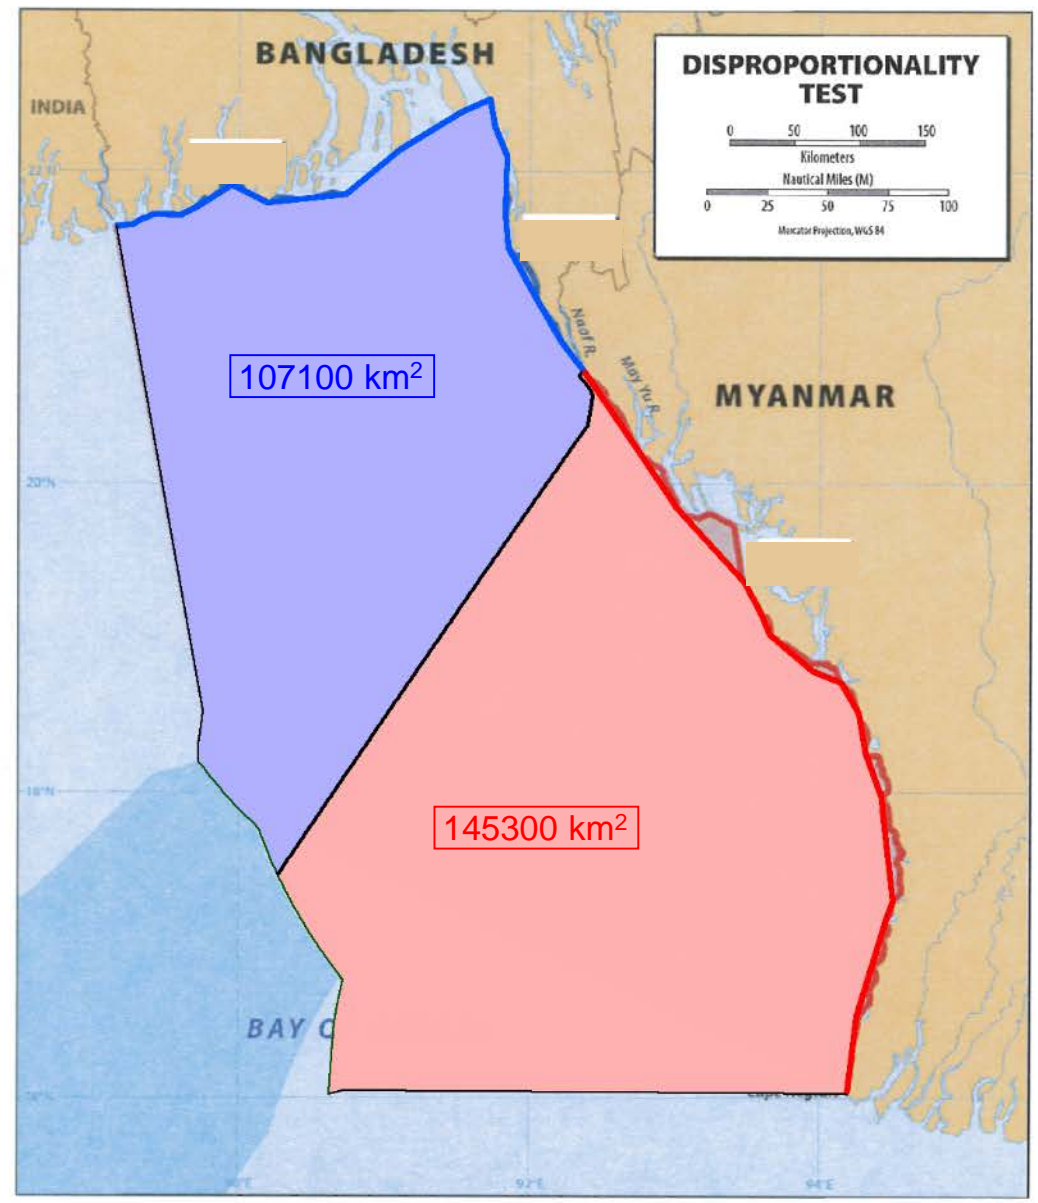 BANGLADESH
DISPROPORTIONALITY
TEST
0 50 100 150
Kilometers
Nautical Miles (M)
0 25 50 75 100
Mercator Projection, WGS 84
INDIA
22°N
Naaf R.
107100 km²
May Yu R.
MYANMAR
20°N
18°N
145300 km²
BAY
92°E
94°E